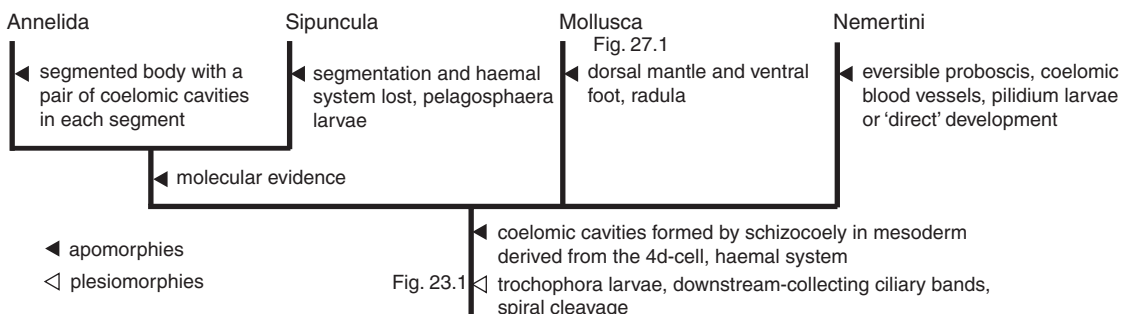 Annelida
Sipuncula
Mollusca
Nemertini
Fig. 27.1
segmented body with a
pair of coelomic cavities
in each segment
segmentation and haemal
system lost, pelagosphaera
larvae
dorsal mantle and ventral
foot, radula
eversible proboscis, coelomic
blood vessels, pilidium larvae
or ‘direct’ development
molecular evidence
apomorphies
plesiomorphies
coelomic cavities formed by schizocoely in mesoderm
derived from the 4d-cell, haemal system
Fig. 23.1
trochophora larvae, downstream-collecting ciliary bands,
spiral cleavage